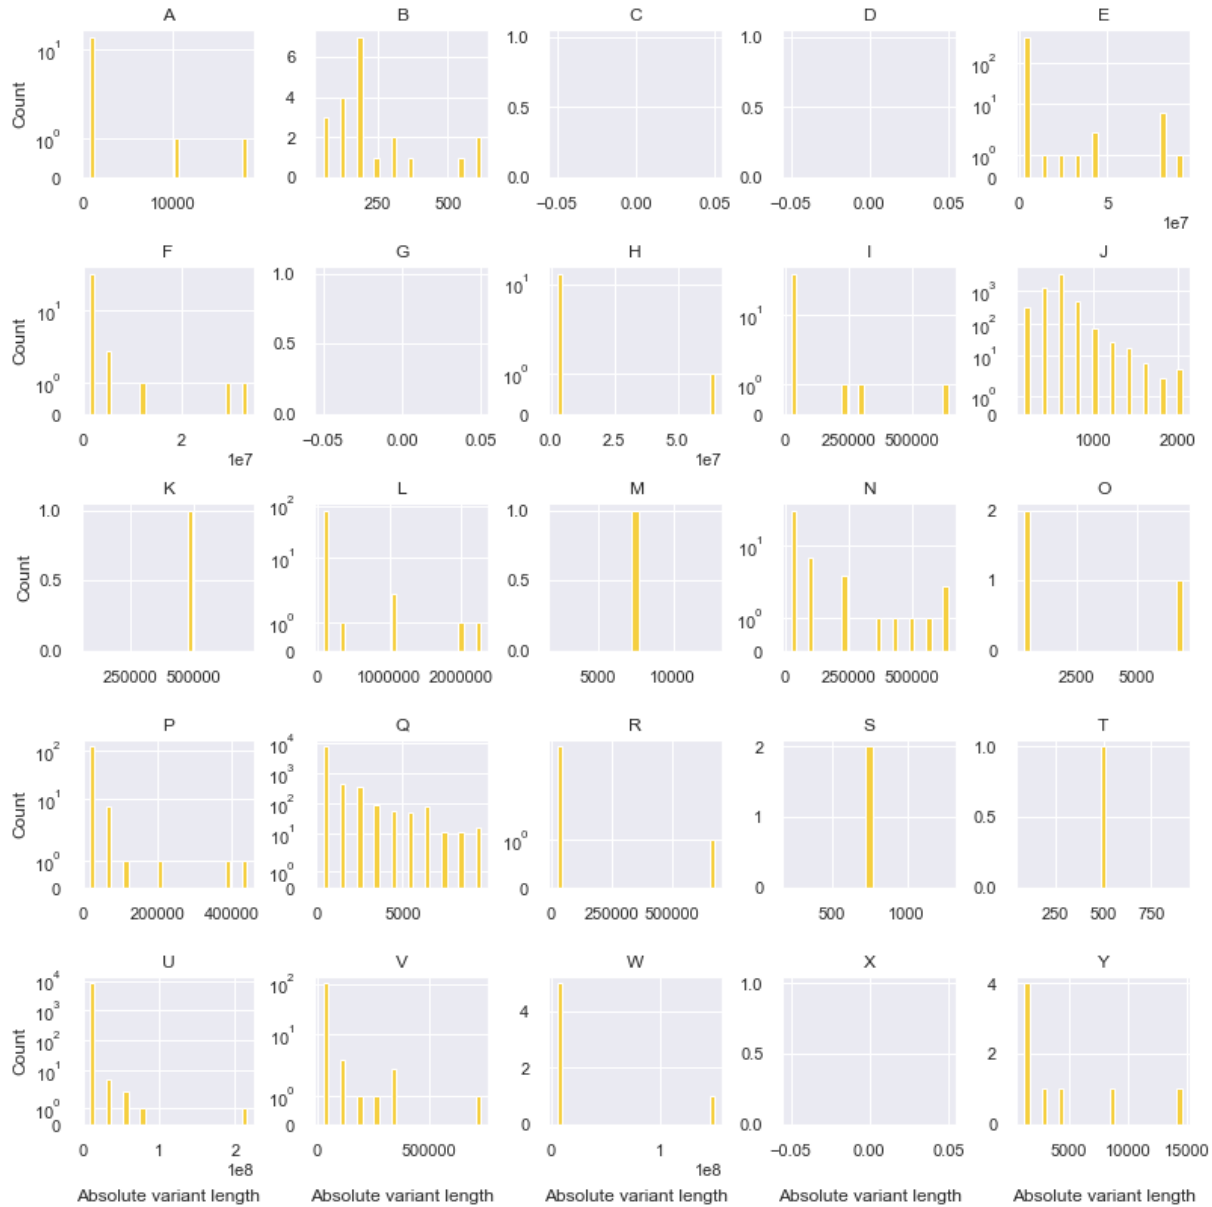 A B C D E
Count
10¹ 10⁰ 0
6 4 2 0
1.0 0.5 0.0
1.0 0.5 0.0
10² 10¹ 10⁰ 0
0 10000
250 500
−0.05 0.00 0.05
−0.05 0.00 0.05
0 5
1e7
F G H I J
Count
10¹ 10⁰ 0
1.0 0.5 0.0
10¹ 10⁰ 0
10¹ 10⁰ 0
10³ 10² 10¹ 10⁰ 0
0 2
1e7
−0.05 0.00 0.05
0.0 2.5 5.0
1e7
0 250000 500000
1000 2000
K L M N O
Count
1.0 0.5 0.0
10² 10¹ 10⁰ 0
1.0 0.5 0.0
10¹ 10⁰ 0
2 1 0
250000 500000
0 1000000 2000000
5000 10000
0 250000 500000
2500 5000
P Q R S T
Count
10² 10¹ 10⁰ 0
10⁴ 10³ 10² 10¹ 10⁰ 0
10⁰ 0
2 1 0
1.0 0.5 0.0
0 200000 400000
0 5000
0 250000 500000
500 1000
250 500 750
U V W X Y
Count
10⁴ 10³ 10² 10¹ 10⁰ 0
10² 10¹ 10⁰ 0
4 2 0
1.0 0.5 0.0
4 2 0
0 1 2
1e8
0 500000
0 1
1e8
−0.05 0.00 0.05
5000 10000 15000
Absolute variant length Absolute variant length Absolute variant length Absolute variant length Absolute variant length